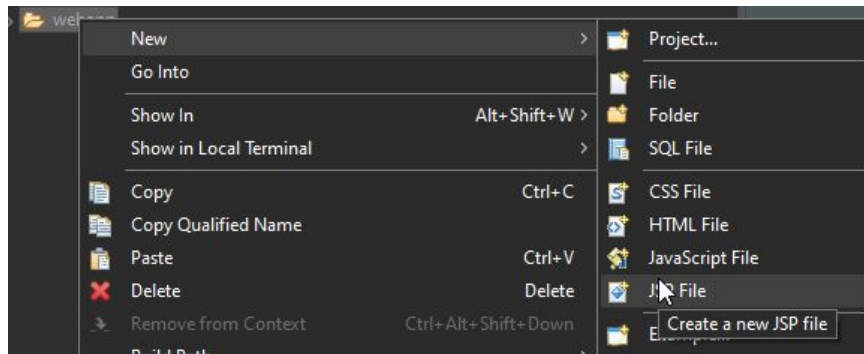 New
Go Into
Show In Alt+Shift+W
Show in Local Terminal
Copy Ctrl+C
Copy Qualified Name
Paste Ctrl+V
Delete Delete
Remove from Context Ctrl+Alt+Shift+Down
Project...
File
Folder
SQL File
CSS File
HTML File
JavaScript File
File
Create a new JSP file